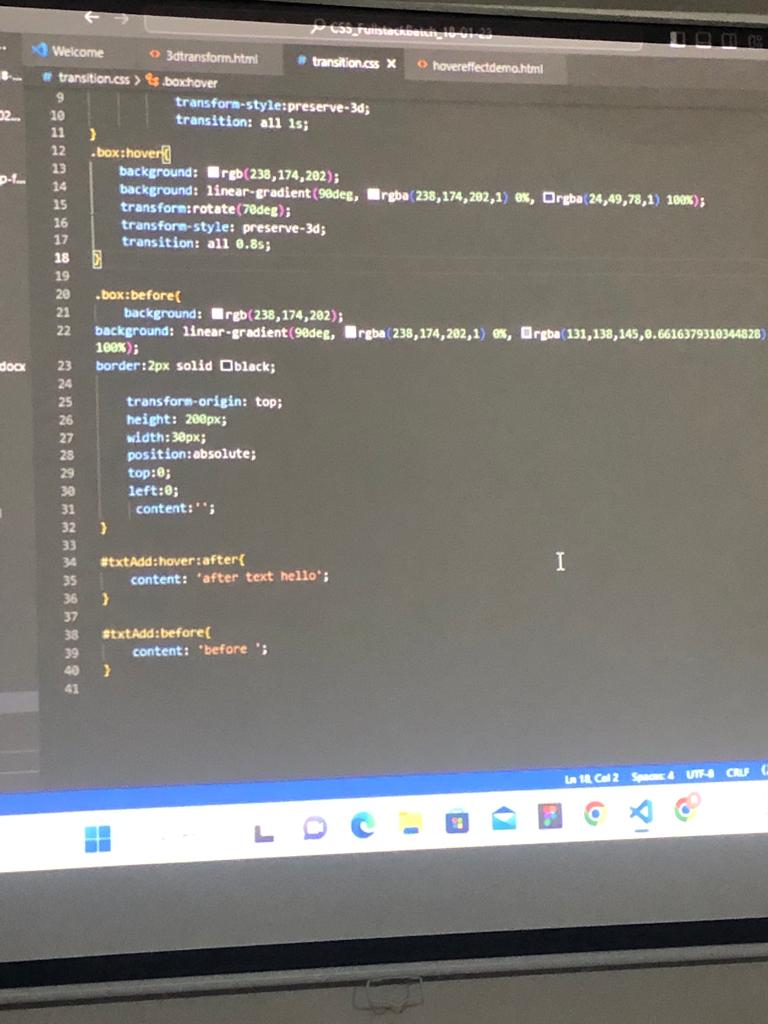 CSS_FullstackBatch_18-01-23
Welcome
3dtransform.html
# transition.css
hovereffectdemo.html
# transition.css > .box:hover
9 transform-style:preserve-3d;
10 transition: all 1s;
11 }
12 .box:hover{
13 background: rgb(238,174,202);
14 background: linear-gradient(90deg, rgba(238,174,202,1) 0%, rgba(24,49,78,1) 100%);
15 transform:rotate(70deg);
16 transform-style: preserve-3d;
17 transition: all 0.8s;
18 }
19
20 .box:before{
21 background: rgb(238,174,202);
22 background: linear-gradient(90deg, rgba(238,174,202,1) 0%, rgba(131,138,145,0.6616379310344828)
100%);
23 border:2px solid black;
24
25 transform-origin: top;
26 height: 200px;
27 width:30px;
28 position:absolute;
29 top:0;
30 left:0;
31 content:'';
32 }
33
34 #txtAdd:hover:after{
35 content: 'after text hello';
36 }
37
38 #txtAdd:before{
39 content: 'before ';
40 }
41
docx
Ln 18, Col 2 Spaces: 4 UTF-8 CRLF